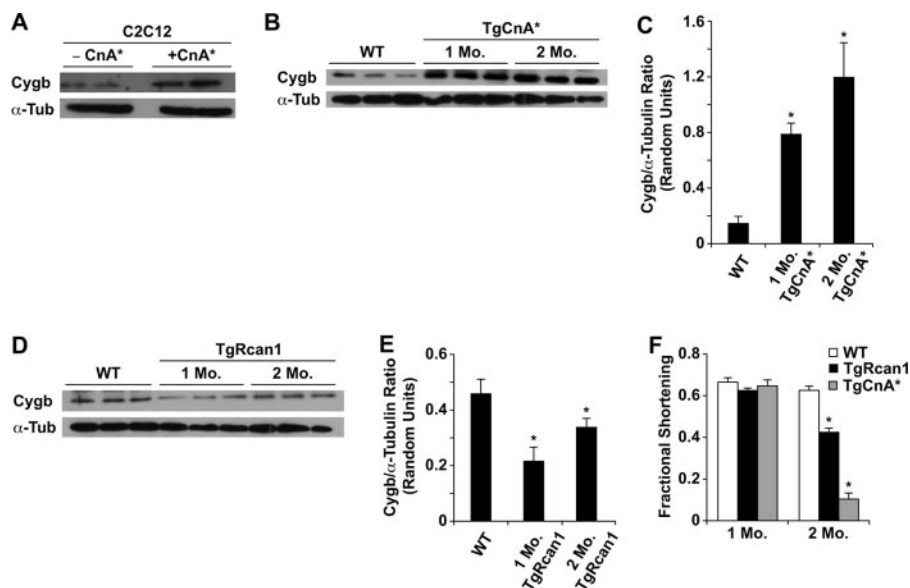 A
C2C12
– CnA* +CnA*
Cygb
α-Tub
B
TgCnA*
WT 1 Mo. 2 Mo.
Cygb
α-Tub
C
Cygb/α-Tubulin Ratio
(Random Units)
1.6
1.2
0.8
0.4
0
*
*
WT
1 Mo.
TgCnA*
2 Mo.
TgCnA*
D
TgRcan1
WT 1 Mo. 2 Mo.
Cygb
α-Tub
E
Cygb/α-Tubulin Ratio
(Random Units)
0.6
0.4
0.2
0
*
*
WT
1 Mo.
TgRcan1
2 Mo.
TgRcan1
F
WT
TgRcan1
TgCnA*
Fractional Shortening
0.8
0.6
0.4
0.2
0
*
*
1 Mo. 2 Mo.